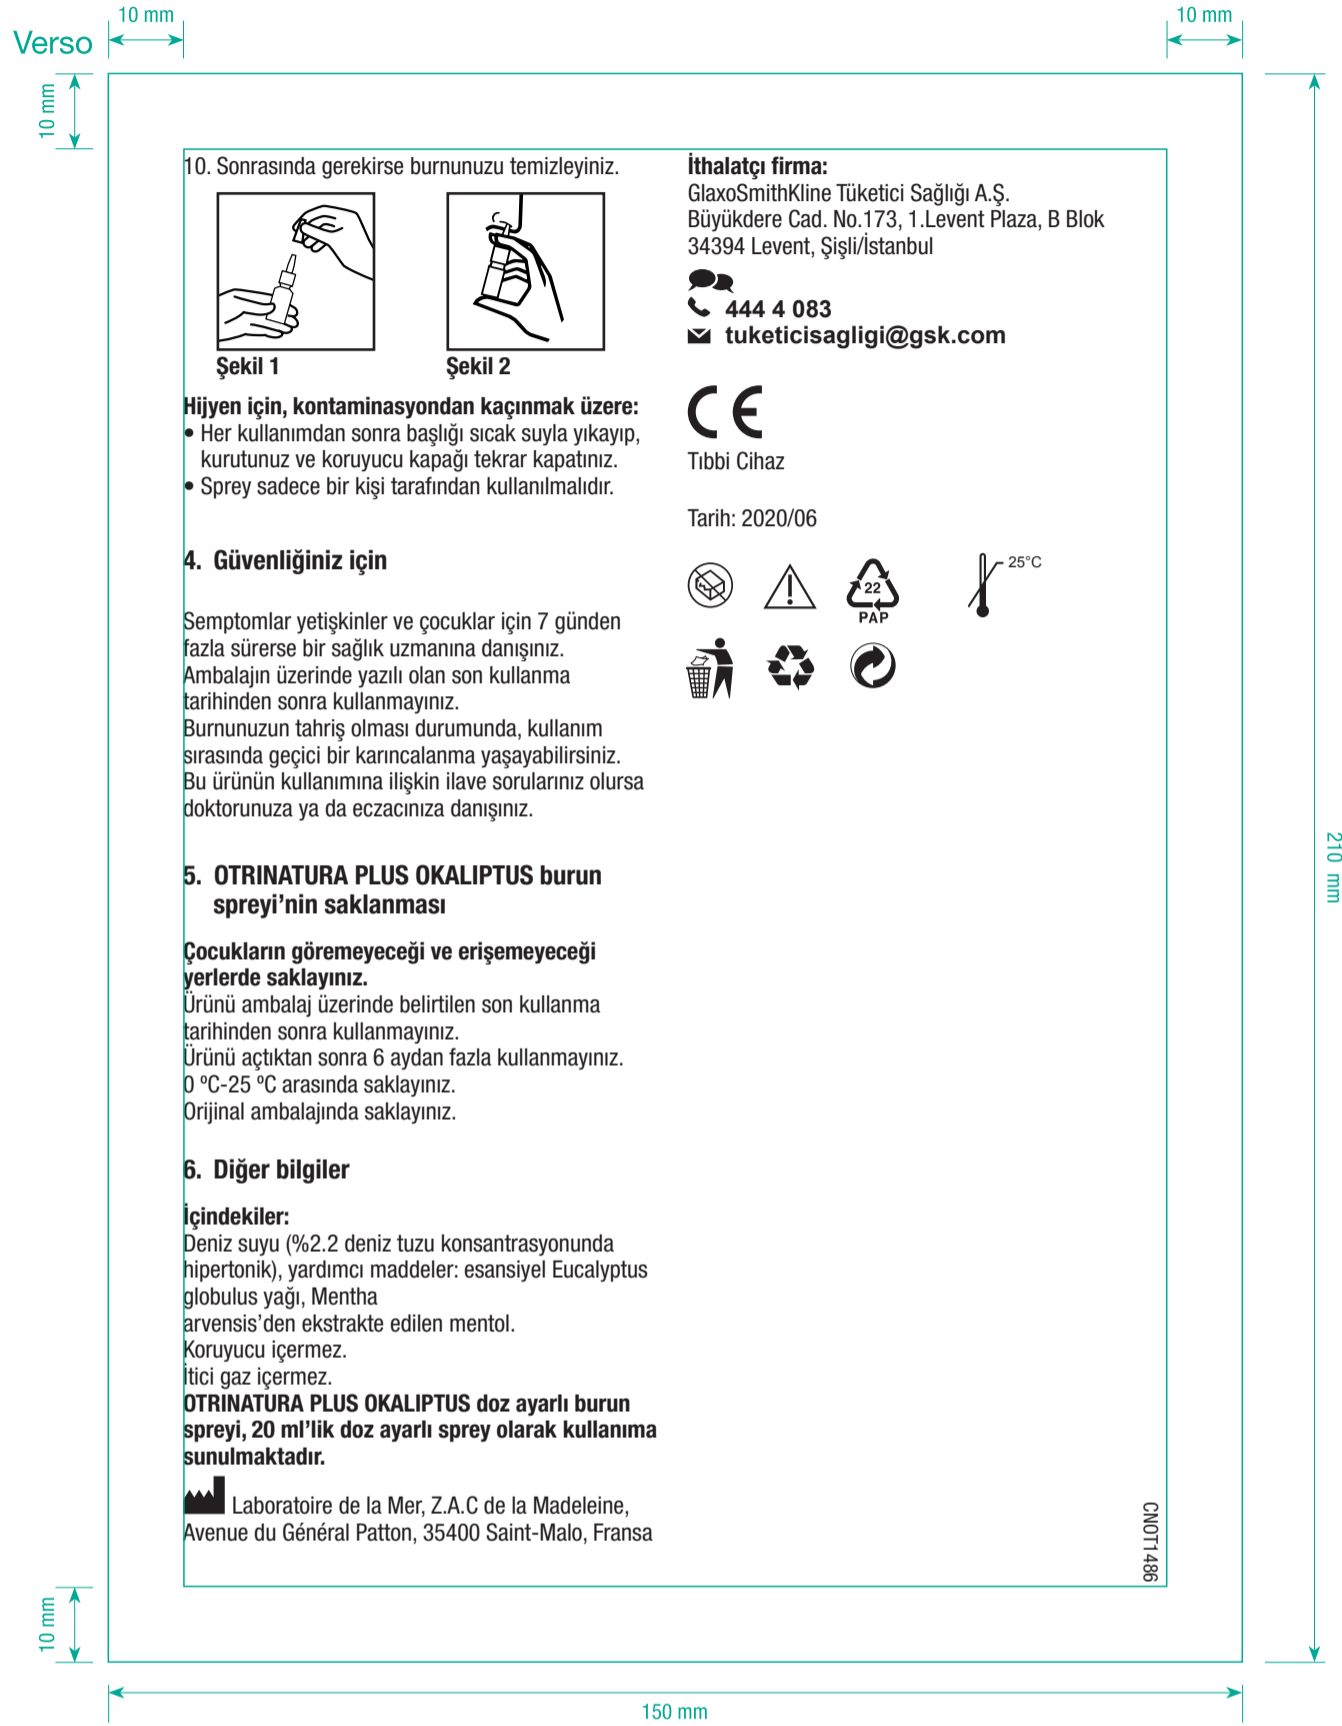 10 mm
10 mm
Verso
10 mm
10. Sonrasında gerekirse burnunuzu temizleyiniz.
Şekil 1
Şekil 2
Hijyen için, kontaminasyondan kaçınmak üzere:
• Her kullanımdan sonra başlığı sıcak suyla yıkayıp,
kurutunuz ve koruyucu kapağı tekrar kapatınız.
• Sprey sadece bir kişi tarafından kullanılmalıdır.
4. Güvenliğiniz için
Semptomlar yetişkinler ve çocuklar için 7 günden
fazla sürerse bir sağlık uzmanına danışınız.
Ambalajın üzerinde yazılı olan son kullanma
tarihinden sonra kullanmayınız.
Burnunuzun tahriş olması durumunda, kullanım
sırasında geçici bir karıncalanma yaşayabilirsiniz.
Bu ürünün kullanımına ilişkin ilave sorularınız olursa
doktorunuza ya da eczacınıza danışınız.
5. OTRINATURA PLUS OKALIPTUS burun
spreyi’nin saklanması
Çocukların göremeyeceği ve erişemeyeceği
yerlerde saklayınız.
Ürünü ambalaj üzerinde belirtilen son kullanma
tarihinden sonra kullanmayınız.
Ürünü açtıktan sonra 6 aydan fazla kullanmayınız.
0 ºC-25 ºC arasında saklayınız.
Orijinal ambalajında saklayınız.
6. Diğer bilgiler
İçindekiler:
Deniz suyu (%2.2 deniz tuzu konsantrasyonunda
hipertonik), yardımcı maddeler: esansiyel Eucalyptus
globulus yağı, Mentha
arvensis’den ekstrakte edilen mentol.
Koruyucu içermez.
İtici gaz içermez.
OTRINATURA PLUS OKALIPTUS doz ayarlı burun
spreyi, 20 ml’lik doz ayarlı sprey olarak kullanıma
sunulmaktadır.
Laboratoire de la Mer, Z.A.C de la Madeleine,
Avenue du Général Patton, 35400 Saint-Malo, Fransa
İthalatçı firma:
GlaxoSmithKline Tüketici Sağlığı A.Ş.
Büyükdere Cad. No.173, 1.Levent Plaza, B Blok
34394 Levent, Şişli/İstanbul
444 4 083
tuketicisagligi@gsk.com
CE
Tıbbi Cihaz
Tarih: 2020/06
22
PAP
25°C
CNOT1486
210 mm
10 mm
150 mm